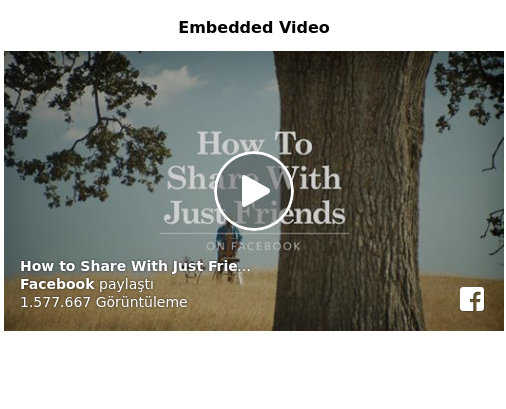 Embedded Video
How To
Share With
Just Friends
ON FACEBOOK
How to Share With Just Frie...
Facebook paylaştı
1.577.667 Görüntüleme